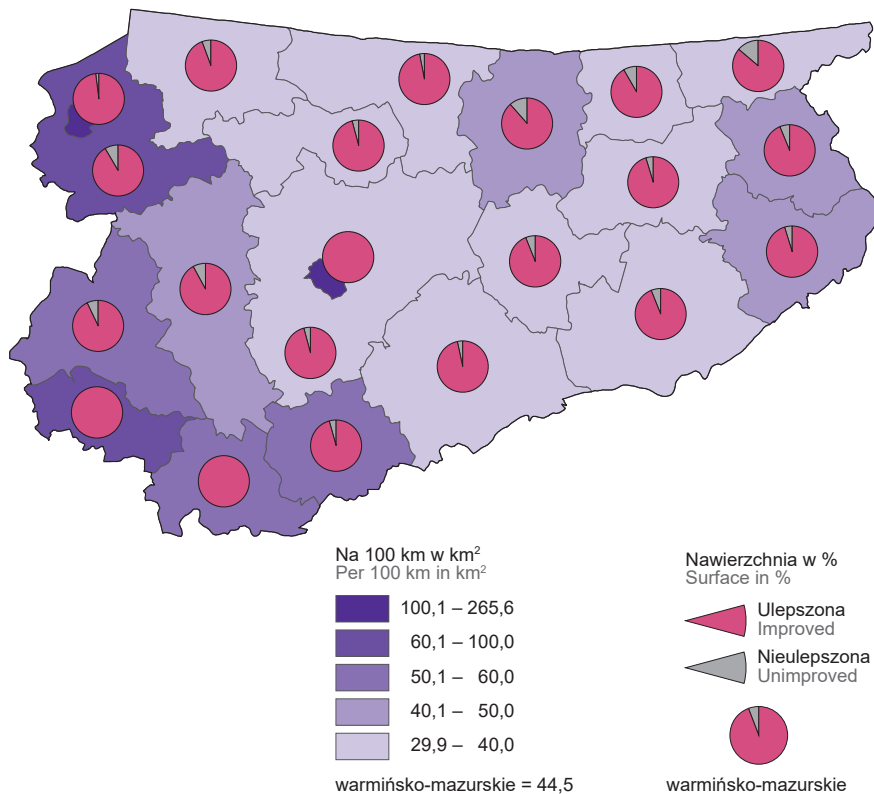 Na 100 km w km²
Per 100 km in km²
100,1 – 265,6
60,1 – 100,0
50,1 – 60,0
40,1 – 50,0
29,9 – 40,0
warmińsko-mazurskie = 44,5
Nawierzchnia w %
Surface in %
Ulepszona
Improved
Nieulepszona
Unimproved
warmińsko-mazurskie